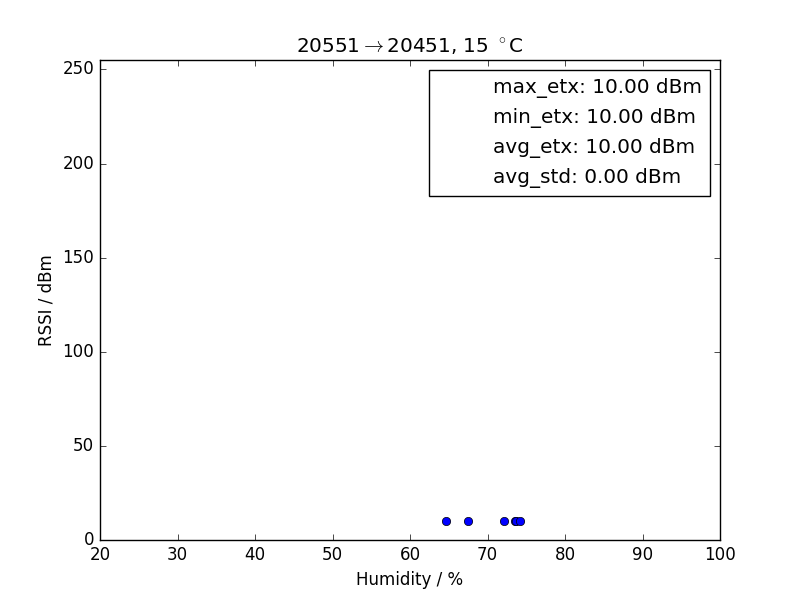 20551→20451, 15 °C
max_etx: 10.00 dBm
min_etx: 10.00 dBm
avg_etx: 10.00 dBm
avg_std: 0.00 dBm
250
200
150
100
50
0
RSSI / dBm
20 30 40 50 60 70 80 90 100
Humidity / %